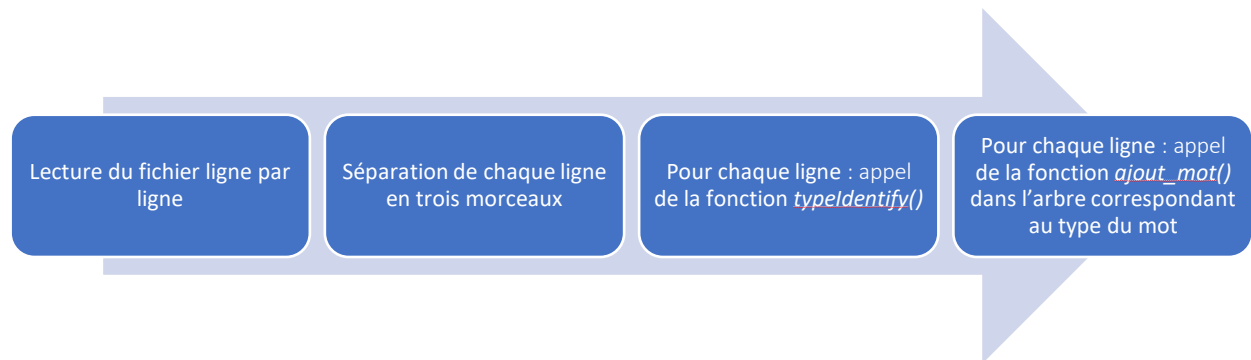 Lecture du fichier ligne par
ligne
Séparation de chaque ligne
en trois morceaux
Pour chaque ligne : appel
de la fonction typeIdentify()
Pour chaque ligne : appel
de la fonction ajout_mot()
dans l’arbre correspondant
au type du mot